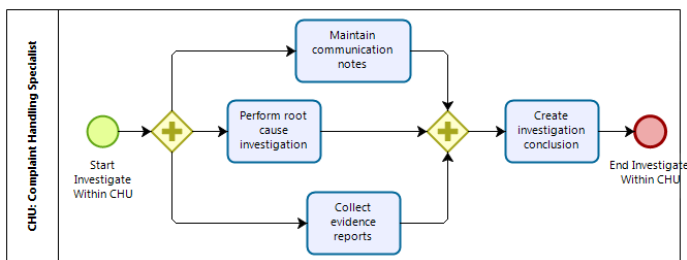 CHU: Complaint Handling Specialist
Maintain
communication
notes
Perform root
cause
investigation
Create
investigation
conclusion
Start
Investigate
Within CHU
End Investigate
Within CHU
Collect
evidence
reports